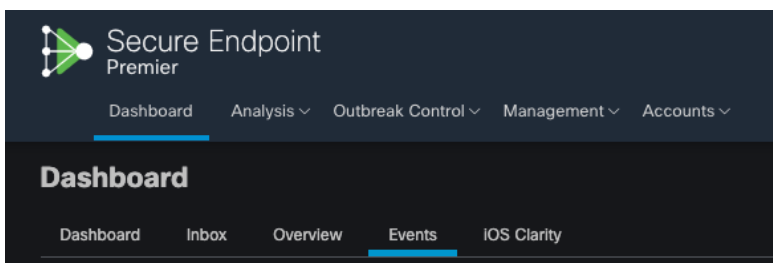 Secure Endpoint
Premier
Dashboard Analysis Outbreak Control Management Accounts
Dashboard
Dashboard Inbox Overview Events iOS Clarity